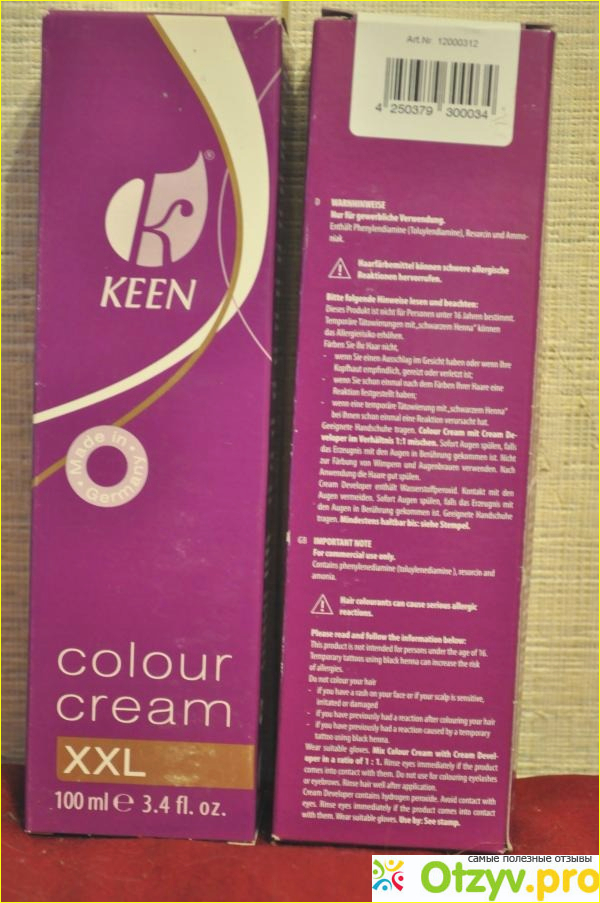 ®
KEEN
Made in
Germany
colour
cream
XXL
100 ml ℮ 3.4 fl. oz.
Art.Nr. 12000312
4 250379 300034
D WARNHINWEISE
Nur für gewerbliche Verwendung.
Enthält Phenylendiamine (Toluylendiamine), Resorcin und Ammo-
niak.
Haarfärbemittel können schwere allergische
Reaktionen hervorrufen.
Bitte folgende Hinweise lesen und beachten:
Dieses Produkt ist nicht für Personen unter 16 Jahren bestimmt.
Temporäre Tätowierungen mit „schwarzem Henna“ können
das Allergierisiko erhöhen.
Färben Sie Ihr Haar nicht,
- wenn Sie einen Ausschlag im Gesicht haben oder wenn Ihre
Kopfhaut empfindlich, gereizt oder verletzt ist;
- wenn Sie schon einmal nach dem Färben Ihrer Haare eine
Reaktion festgestellt haben;
- wenn eine temporäre Tätowierung mit „schwarzem Henna“
bei Ihnen schon einmal eine Reaktion verursacht hat.
Geeignete Handschuhe tragen. Colour Cream mit Cream De-
veloper im Verhältnis 1:1 mischen. Sofort Augen spülen, falls
das Erzeugnis mit den Augen in Berührung gekommen ist. Nicht
zur Färbung von Wimpern und Augenbrauen verwenden. Nach
Anwendung die Haare gut spülen.
Cream Developer enthält Wasserstoffperoxid. Kontakt mit den
Augen vermeiden. Sofort Augen spülen, falls das Erzeugnis mit
den Augen in Berührung gekommen ist. Geeignete Handschuhe
tragen. Mindestens haltbar bis: siehe Stempel.
GB IMPORTANT NOTE
For commercial use only.
Contains phenylenediamine (toluylenediamine ), resorcin and
amonia.
Hair colourants can cause serious allergic
reactions.
Please read and follow the information below:
This product is not intended for persons under the age of 16.
Temporary tattoos using black henna can increase the risk
of allergies.
Do not colour your hair
- if you have a rash on your face or if your scalp is sensitive,
irritated or damaged
- if you have previously had a reaction after colouring your hair
- if you have previously had a reaction caused by a temporary
tattoo using black henna.
Wear suitable gloves. Mix Colour Cream with Cream Devel-
oper in a ratio of 1 : 1. Rinse eyes immediately if the product
comes into contact with them. Do not use for colouring eyelashes
or eyebrows. Rinse hair well after application.
Cream Developer contains hydrogen peroxide. Avoid contact with
eyes. Rinse eyes immediately if the product comes into contact
with them. Wear suitable gloves. Use by: See stamp.
самые полезные отзывы
Otzyv.pro